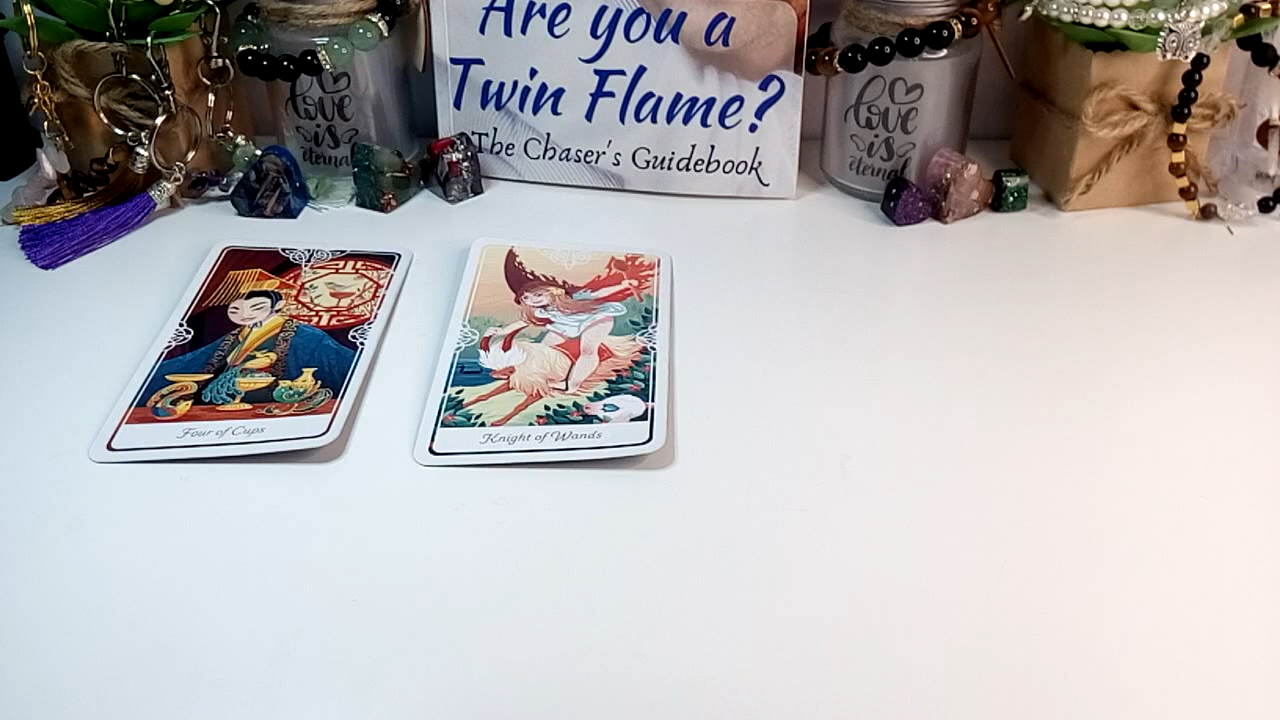 Are you a
Twin Flame?
The Chaser's Guidebook
love
is
eternal
love
is
eternal
Four of Cups
Knight of Wands